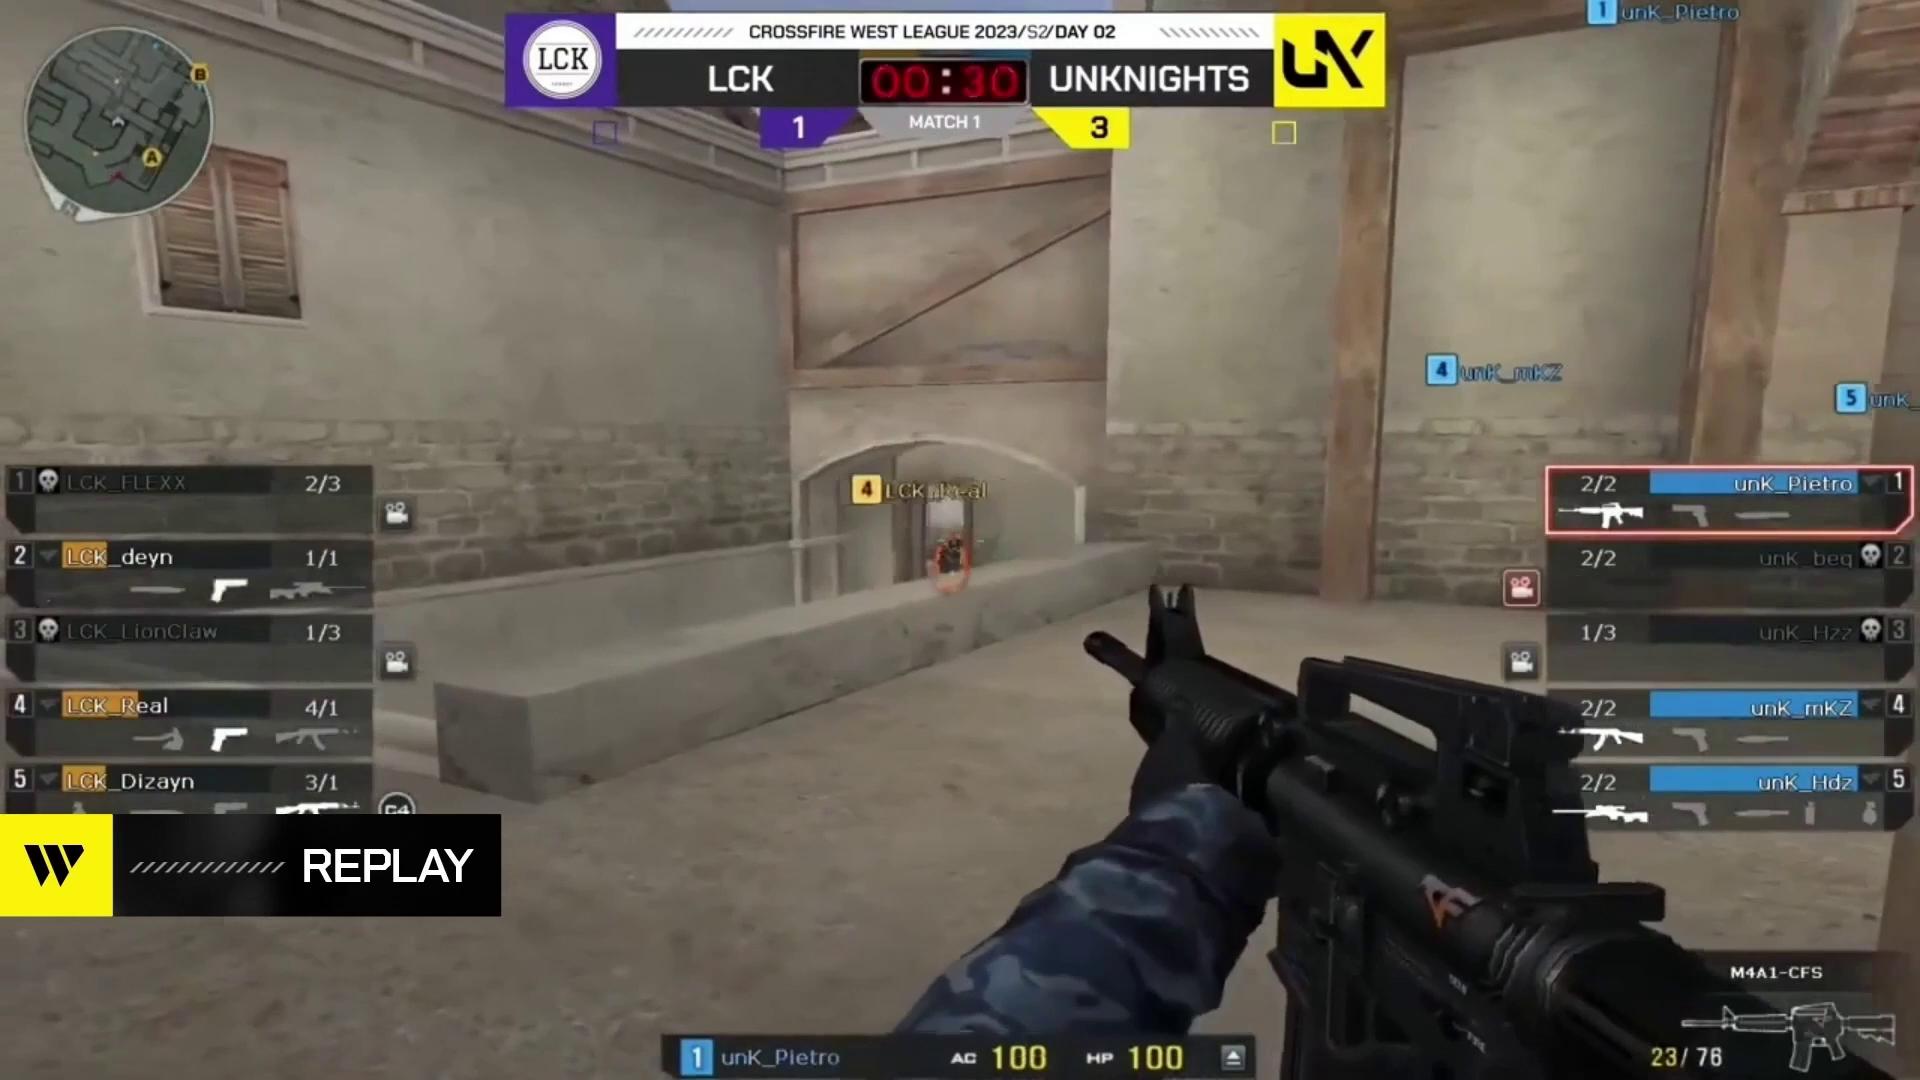 1 unK_Pietro
CROSSFIRE WEST LEAGUE 2023/S2/DAY 02
LCK
LCK
00:30
UNKNIGHTS
1
MATCH 1
3
B
A
4 unK_mKZ
5 unK_
4 LCK_Real
1 LCK_FLEXX 2/3
2 LCK_deyn 1/1
3 LCK_LionClaw 1/3
4 LCK_Real 4/1
5 LCK_Dizayn 3/1
C4
2/2 unK_Pietro 1
2/2 unK_beq 2
1/3 unK_Hzz 3
2/2 unK_mKZ 4
2/2 unK_Hdz 5
REPLAY
M4A1-CFS
23/ 76
1 unK_Pietro AC 100 HP 100